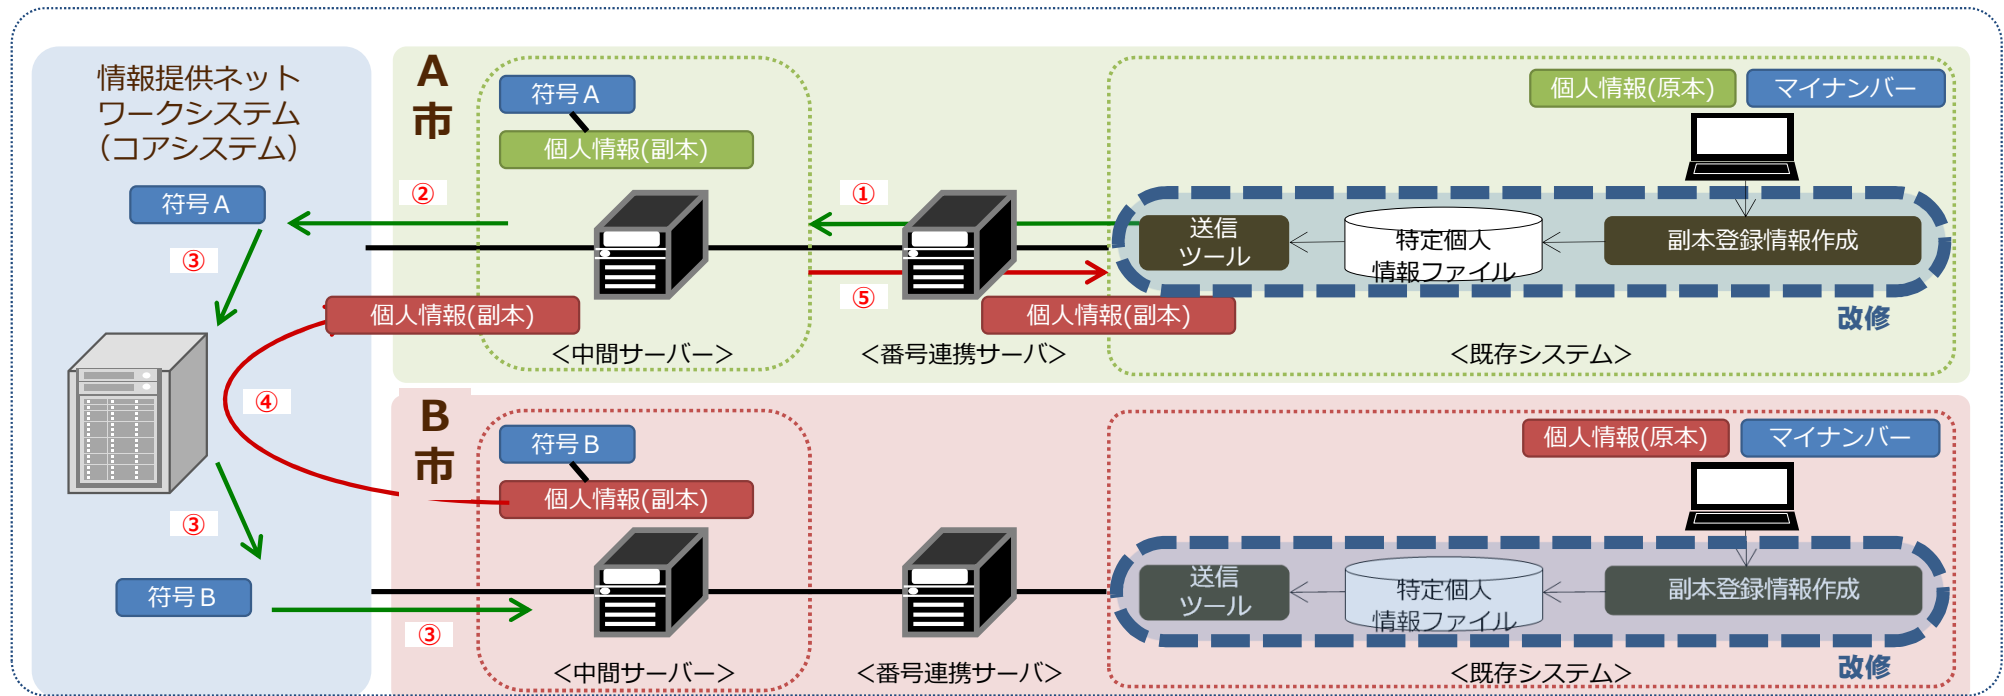 情報提供ネット
ワークシステム
（コアシステム）
符号Ａ
③
④
③
符号Ｂ
A
市
符号Ａ
個人情報(副本)
②
①
⑤
個人情報(副本)
個人情報(副本)
＜中間サーバー＞
＜番号連携サーバ＞
＜既存システム＞
個人情報(原本)
マイナンバー
送信
ツール
特定個人
情報ファイル
副本登録情報作成
改修
B
市
符号Ｂ
個人情報(副本)
③
＜中間サーバー＞
＜番号連携サーバ＞
＜既存システム＞
個人情報(原本)
マイナンバー
送信
ツール
特定個人
情報ファイル
副本登録情報作成
改修